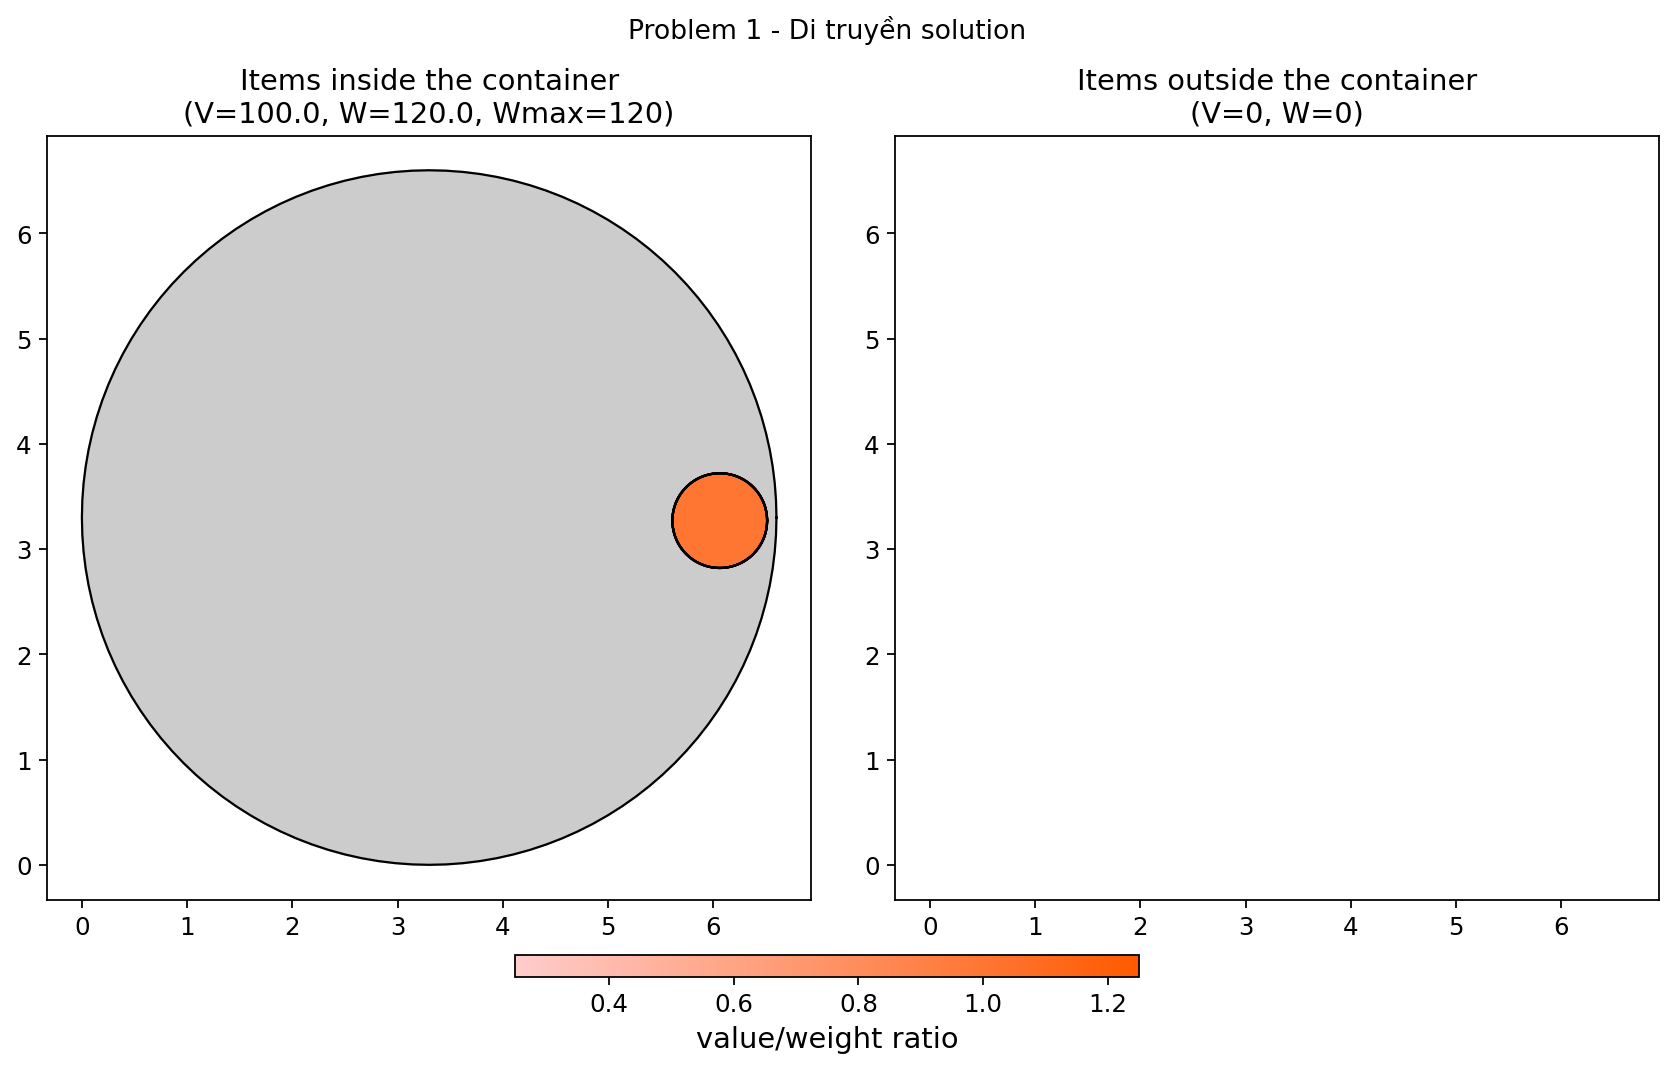 Problem 1 - Di truyền solution
Items inside the container
(V=100.0, W=120.0, Wmax=120)
6
5
4
3
2
1
0
0 1 2 3 4 5 6
Items outside the container
(V=0, W=0)
6
5
4
3
2
1
0
0 1 2 3 4 5 6
0.4 0.6 0.8 1.0 1.2
value/weight ratio